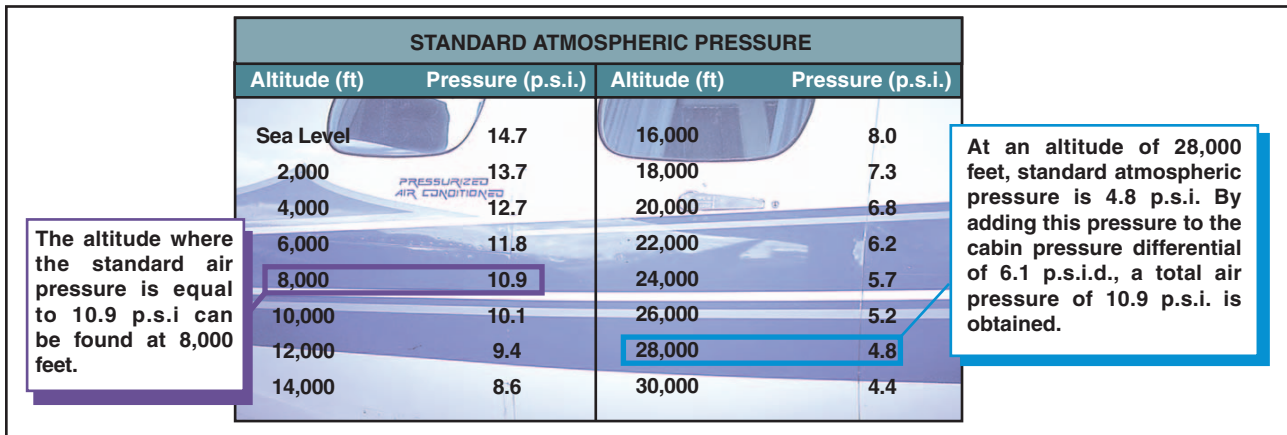 STANDARD ATMOSPHERIC PRESSURE
Altitude (ft) Pressure (p.s.i.) Altitude (ft) Pressure (p.s.i.)
Sea Level 14.7 16,000 8.0
2,000 13.7 18,000 7.3
PRESSURIZED
AIR CONDITIONED
4,000 12.7 20,000 6.8
6,000 11.8 22,000 6.2
8,000 10.9 24,000 5.7
10,000 10.1 26,000 5.2
12,000 9.4 28,000 4.8
14,000 8.6 30,000 4.4
The altitude where
the standard air
pressure is equal
to 10.9 p.s.i can
be found at 8,000
feet.
At an altitude of 28,000
feet, standard atmospheric
pressure is 4.8 p.s.i. By
adding this pressure to the
cabin pressure differential
of 6.1 p.s.i.d., a total air
pressure of 10.9 p.s.i. is
obtained.